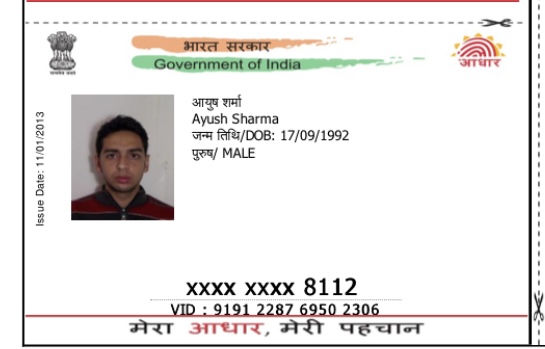 भारत सरकार
Government of India
आधार
Issue Date: 11/01/2013
आयुष शर्मा
Ayush Sharma
जन्म तिथि/DOB: 17/09/1992
पुरुष/ MALE
xxxx xxxx 8112
VID : 9191 2287 6950 2306
मेरा आधार, मेरी पहचान